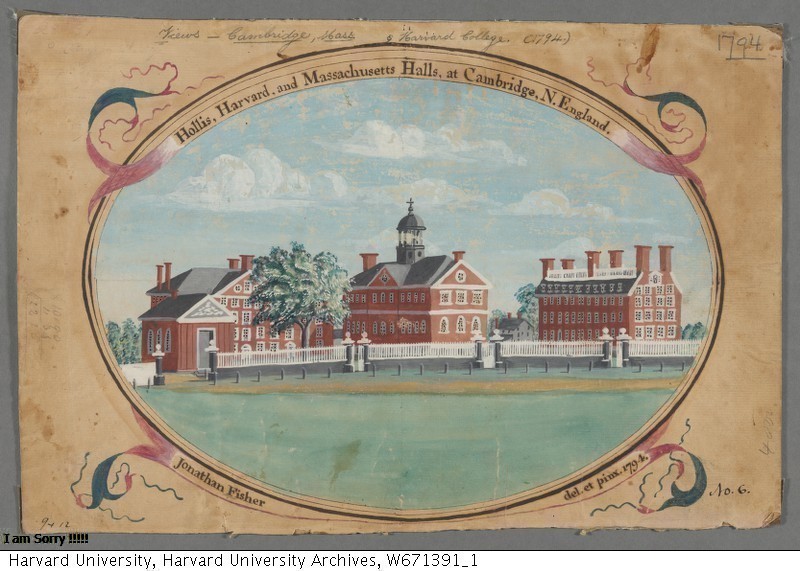 Views – Cambridge, Mass & Harvard College. (1794)
1794
Hollis, Harvard, and Massachusetts Halls, at Cambridge, N. England.
Jonathan Fisher
del. et pinx. 1794.
No. 6.
I am Sorry !!!!!
Harvard University, Harvard University Archives, W671391_1